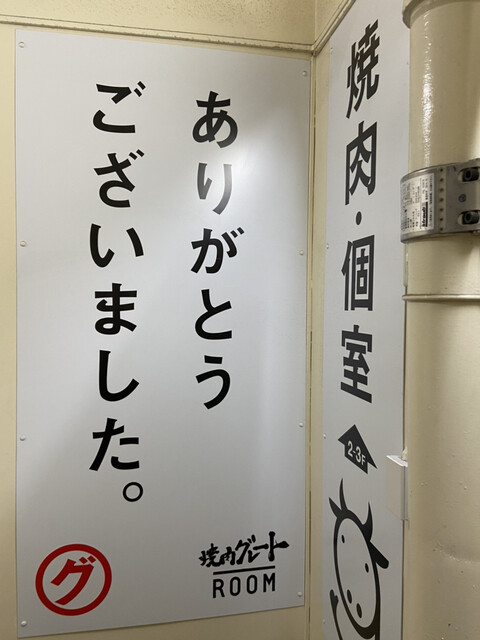 ありがとう
ございました。
グ
焼肉グレート
ROOM
焼肉・個室
2-3F